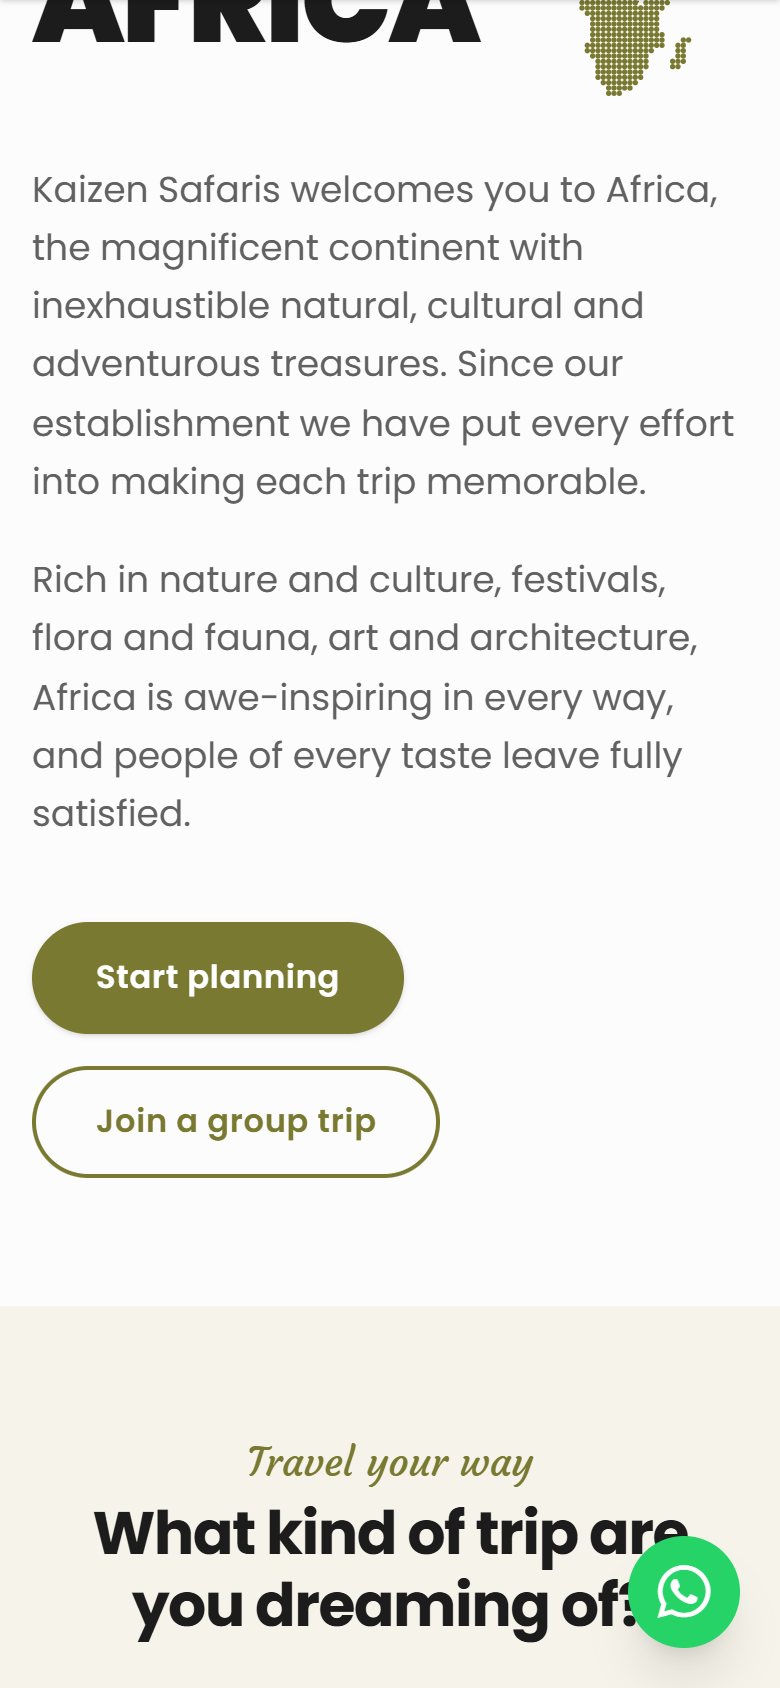 AFRICA
Kaizen Safaris welcomes you to Africa,
the magnificent continent with
inexhaustible natural, cultural and
adventurous treasures. Since our
establishment we have put every effort
into making each trip memorable.
Rich in nature and culture, festivals,
flora and fauna, art and architecture,
Africa is awe-inspiring in every way,
and people of every taste leave fully
satisfied.
Start planning
Join a group trip
Travel your way
What kind of trip are
you dreaming of?